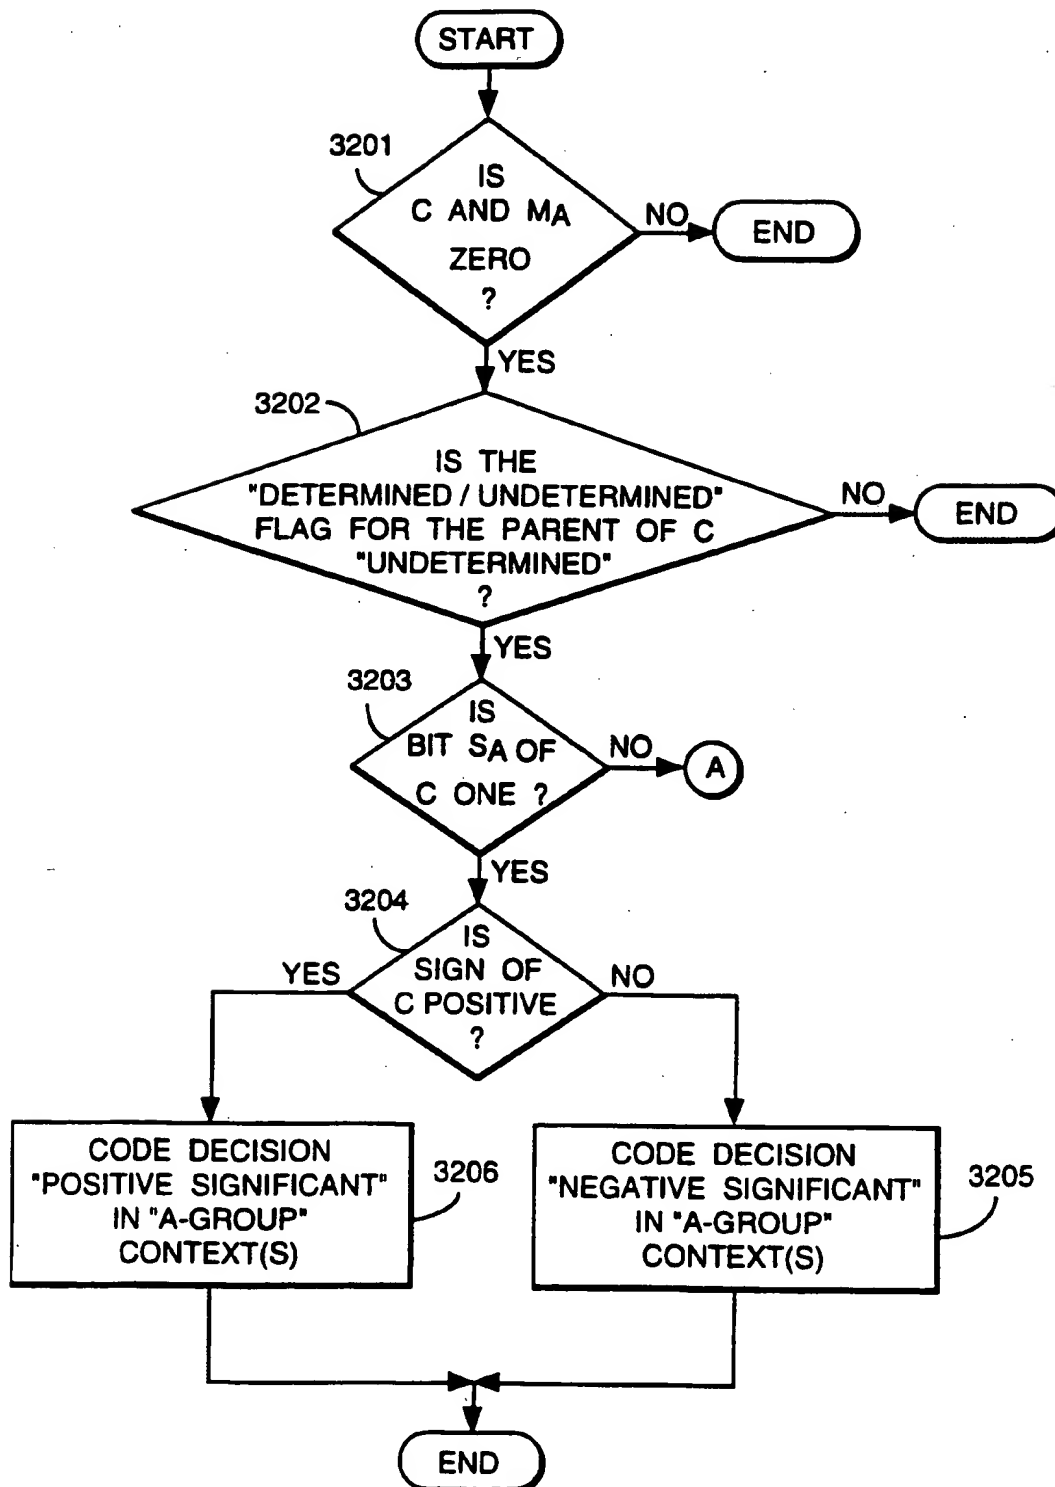 START
3201
IS
C AND MA
ZERO
?
NO
END
YES
3202
IS THE
"DETERMINED / UNDETERMINED"
FLAG FOR THE PARENT OF C
"UNDETERMINED"
?
NO
END
YES
3203
IS
BIT SA OF
C ONE ?
NO
A
YES
3204
IS
SIGN OF
C POSITIVE
?
YES
NO
CODE DECISION
"POSITIVE SIGNIFICANT"
IN "A-GROUP"
CONTEXT(S)
3206
CODE DECISION
"NEGATIVE SIGNIFICANT"
IN "A-GROUP"
CONTEXT(S)
3205
END